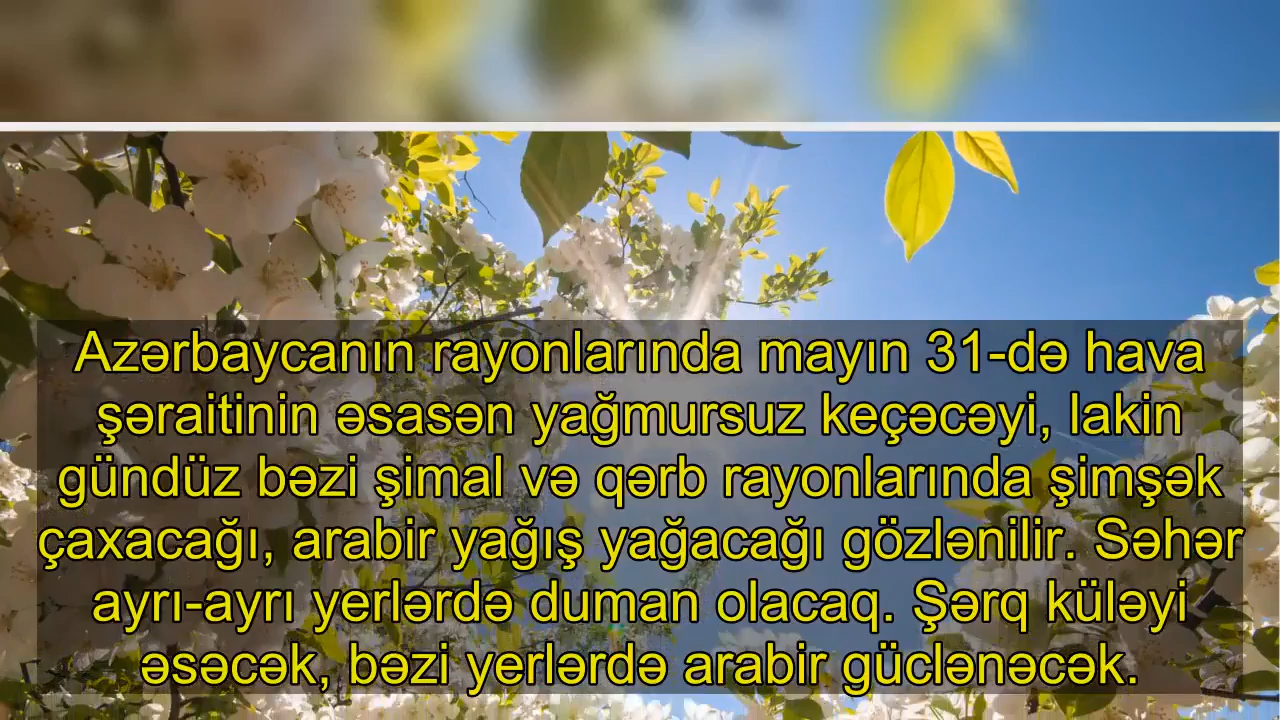 Azərbaycanın rayonlarında mayın 31-də hava
şəraitinin əsasən yağmursuz keçəcəyi, lakin
gündüz bəzi şimal və qərb rayonlarında şimşək
çaxacağı, arabir yağış yağacağı gözlənilir. Səhər
ayrı-ayrı yerlərdə duman olacaq. Şərq küləyi
əsəcək, bəzi yerlərdə arabir güclənəcək.